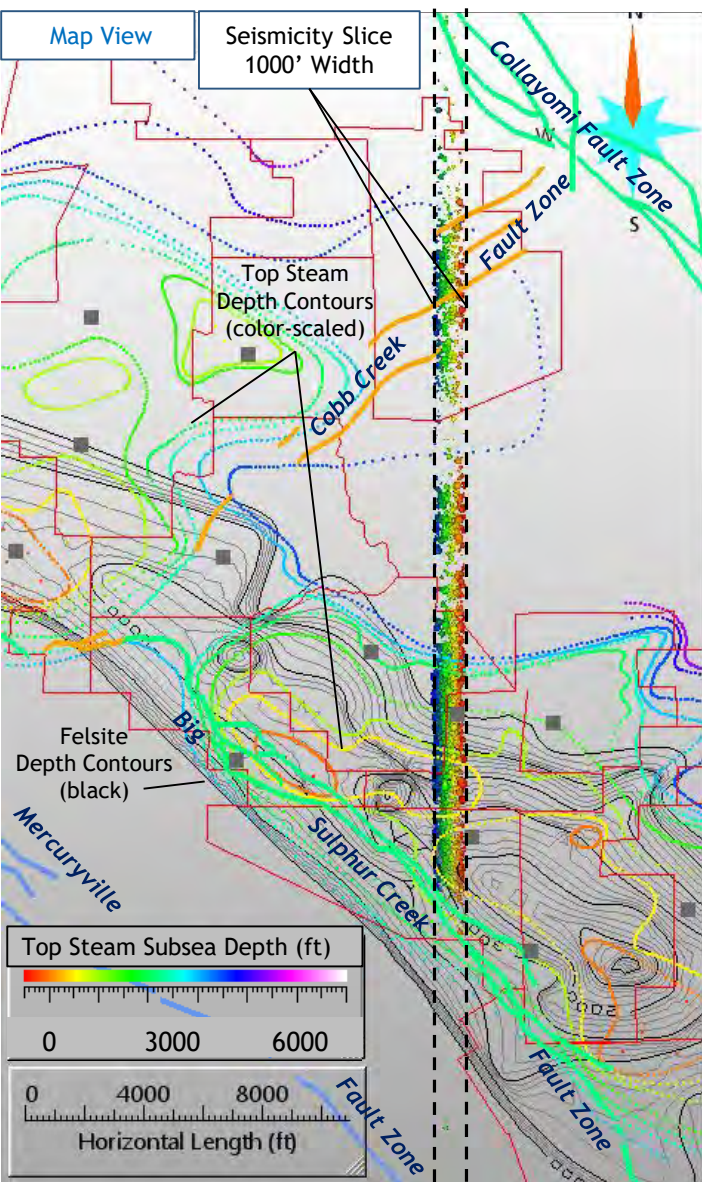 Map View
Seismicity Slice
1000’ Width
N
W
S
Collayomi Fault Zone
Fault Zone
Cobb Creek
Top Steam
Depth Contours
(color-scaled)
Big
Sulphur Creek
Fault Zone
Felsite
Depth Contours
(black)
Mercuryville
Fault Zone
Top Steam Subsea Depth (ft)
0 3000 6000
0 4000 8000
Horizontal Length (ft)